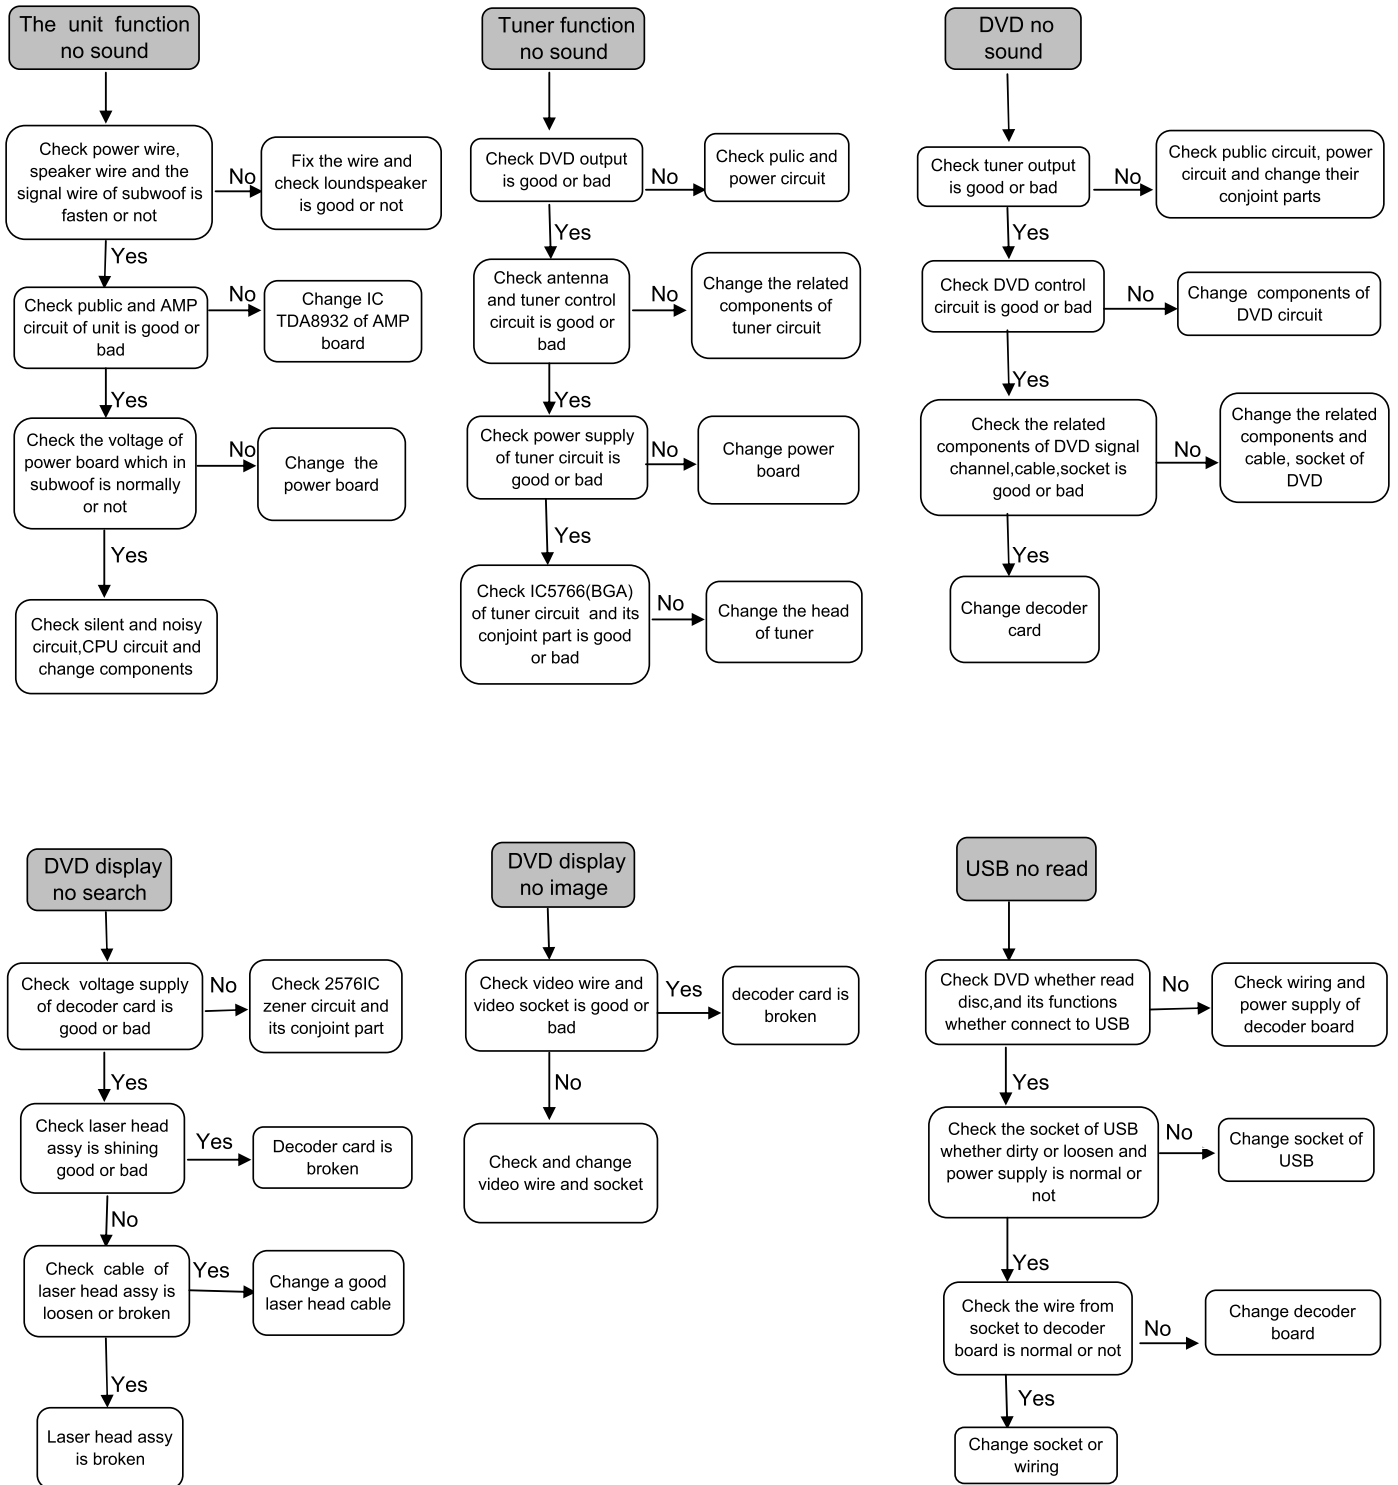 The unit function
no sound
Check power wire,
speaker wire and the
signal wire of subwoof is
fasten or not
No
Fix the wire and
check loundspeaker
is good or not
Yes
Check public and AMP
circuit of unit is good or
bad
No
Change IC
TDA8932 of AMP
board
Yes
Check the voltage of
power board which in
subwoof is normally
or not
No
Change the
power board
Yes
Check silent and noisy
circuit,CPU circuit and
change components
Tuner function
no sound
Check DVD output
is good or bad
No
Check pulic and
power circuit
Yes
Check antenna
and tuner control
circuit is good or
bad
No
Change the related
components of
tuner circuit
Yes
Check power supply
of tuner circuit is
good or bad
No
Change power
board
Yes
Check IC5766(BGA)
of tuner circuit and its
conjoint part is good
or bad
No
Change the head
of tuner
DVD no
sound
Check tuner output
is good or bad
No
Check public circuit, power
circuit and change their
conjoint parts
Yes
Check DVD control
circuit is good or bad
No
Change components of
DVD circuit
Yes
Check the related
components of DVD signal
channel,cable,socket is
good or bad
No
Change the related
components and
cable, socket of
DVD
Yes
Change decoder
card
DVD display
no search
Check voltage supply
of decoder card is
good or bad
No
Check 2576IC
zener circuit and
its conjoint part
Yes
Check laser head
assy is shining
good or bad
Yes
Decoder card is
broken
No
Check cable of
laser head assy is
loosen or broken
Yes
Change a good
laser head cable
Yes
Laser head assy
is broken
DVD display
no image
Check video wire and
video socket is good or
bad
Yes
decoder card is
broken
No
Check and change
video wire and socket
USB no read
Check DVD whether read
disc,and its functions
whether connect to USB
No
Check wiring and
power supply of
decoder board
Yes
Check the socket of USB
whether dirty or loosen and
power supply is normal or
not
No
Change socket of
USB
Yes
Check the wire from
socket to decoder
board is normal or not
No
Change decoder
board
Yes
Change socket or
wiring